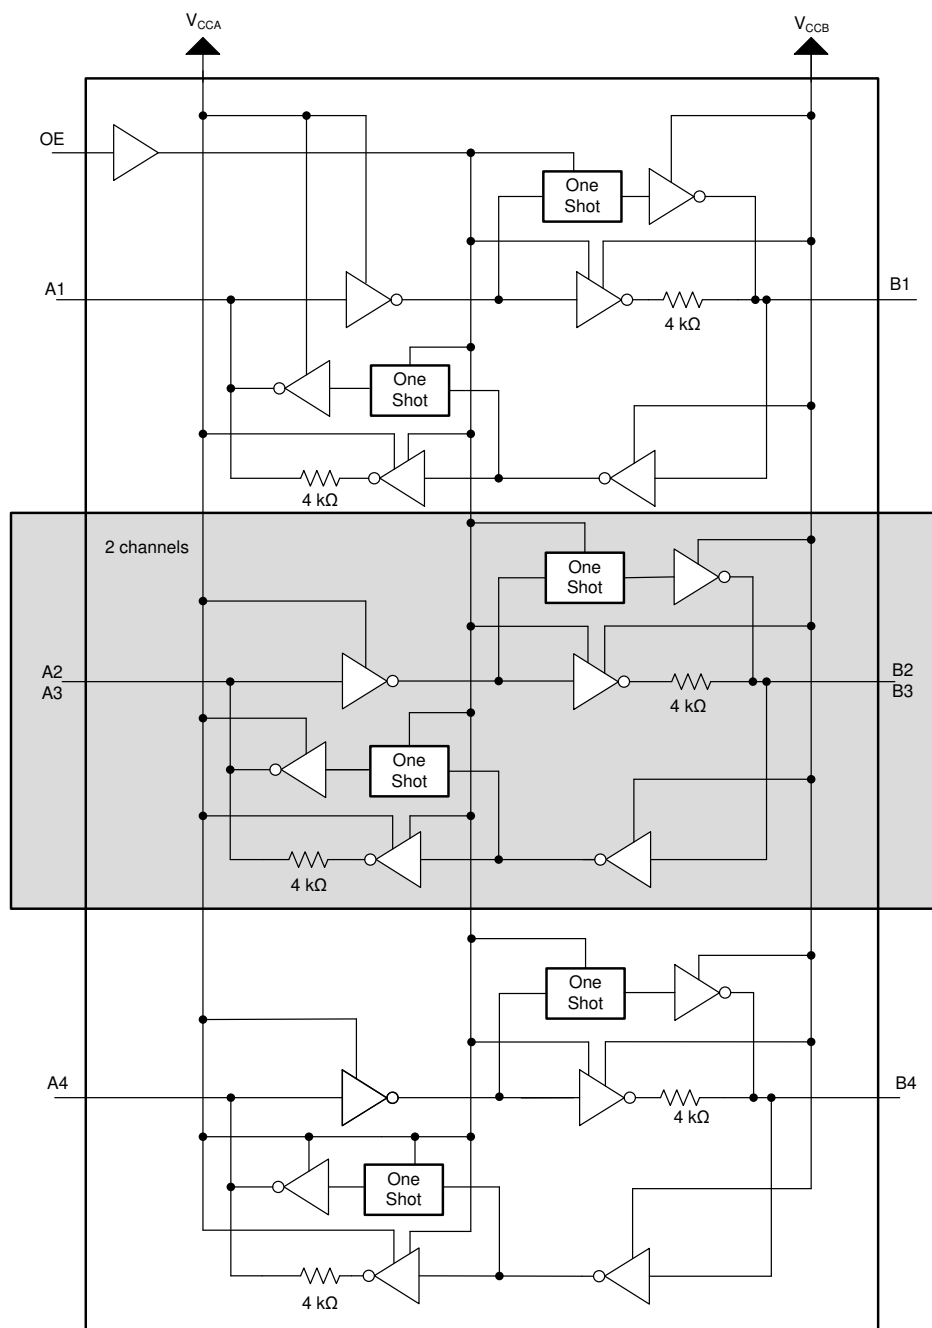 VCCA
VCCB
OE
One
Shot
A1
B1
4 kΩ
One
Shot
4 kΩ
2 channels
One
Shot
A2
A3
B2
B3
4 kΩ
One
Shot
4 kΩ
One
Shot
A4
B4
4 kΩ
One
Shot
4 kΩ